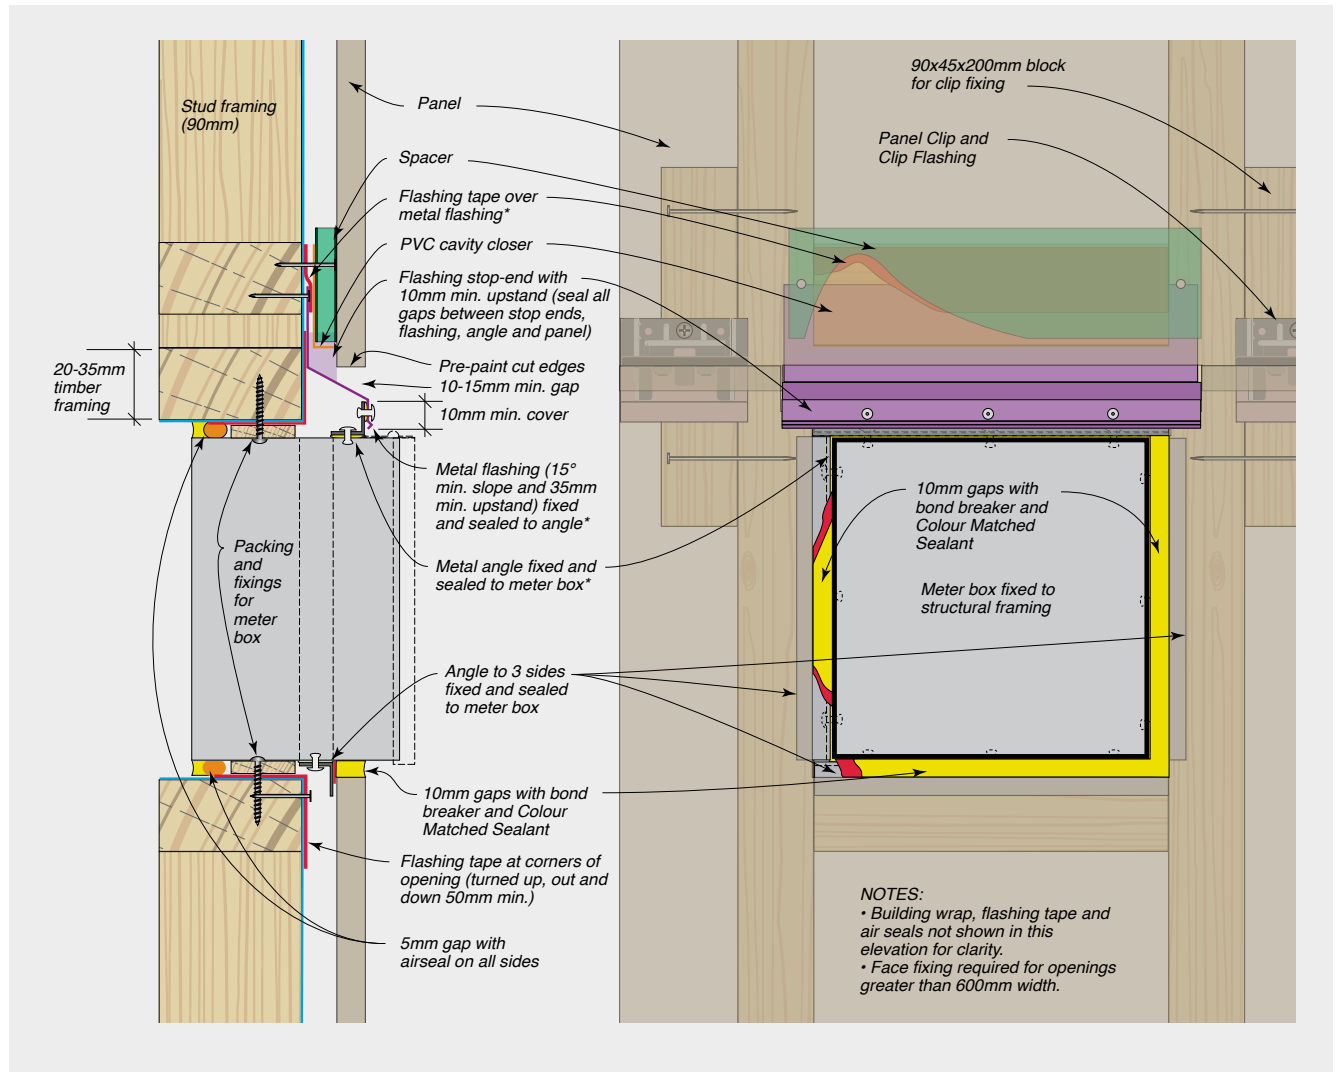 Stud framing
(90mm)
Panel
Spacer
Flashing tape over
metal flashing*
PVC cavity closer
Flashing stop-end with
10mm min. upstand (seal all
gaps between stop ends,
flashing, angle and panel)
Pre-paint cut edges
10-15mm min. gap
10mm min. cover
20-35mm
timber
framing
Metal flashing (15°
min. slope and 35mm
min. upstand) fixed
and sealed to angle*
Metal angle fixed and
sealed to meter box*
Packing
and
fixings
for
meter
box
Angle to 3 sides
fixed and sealed
to meter box
10mm gaps with bond
breaker and Colour
Matched Sealant
Flashing tape at corners of
opening (turned up, out and
down 50mm min.)
5mm gap with
airseal on all sides
90x45x200mm block
for clip fixing
Panel Clip and
Clip Flashing
10mm gaps with
bond breaker and
Colour Matched
Sealant
Meter box fixed to
structural framing
NOTES:
• Building wrap, flashing tape and
air seals not shown in this
elevation for clarity.
• Face fixing required for openings
greater than 600mm width.